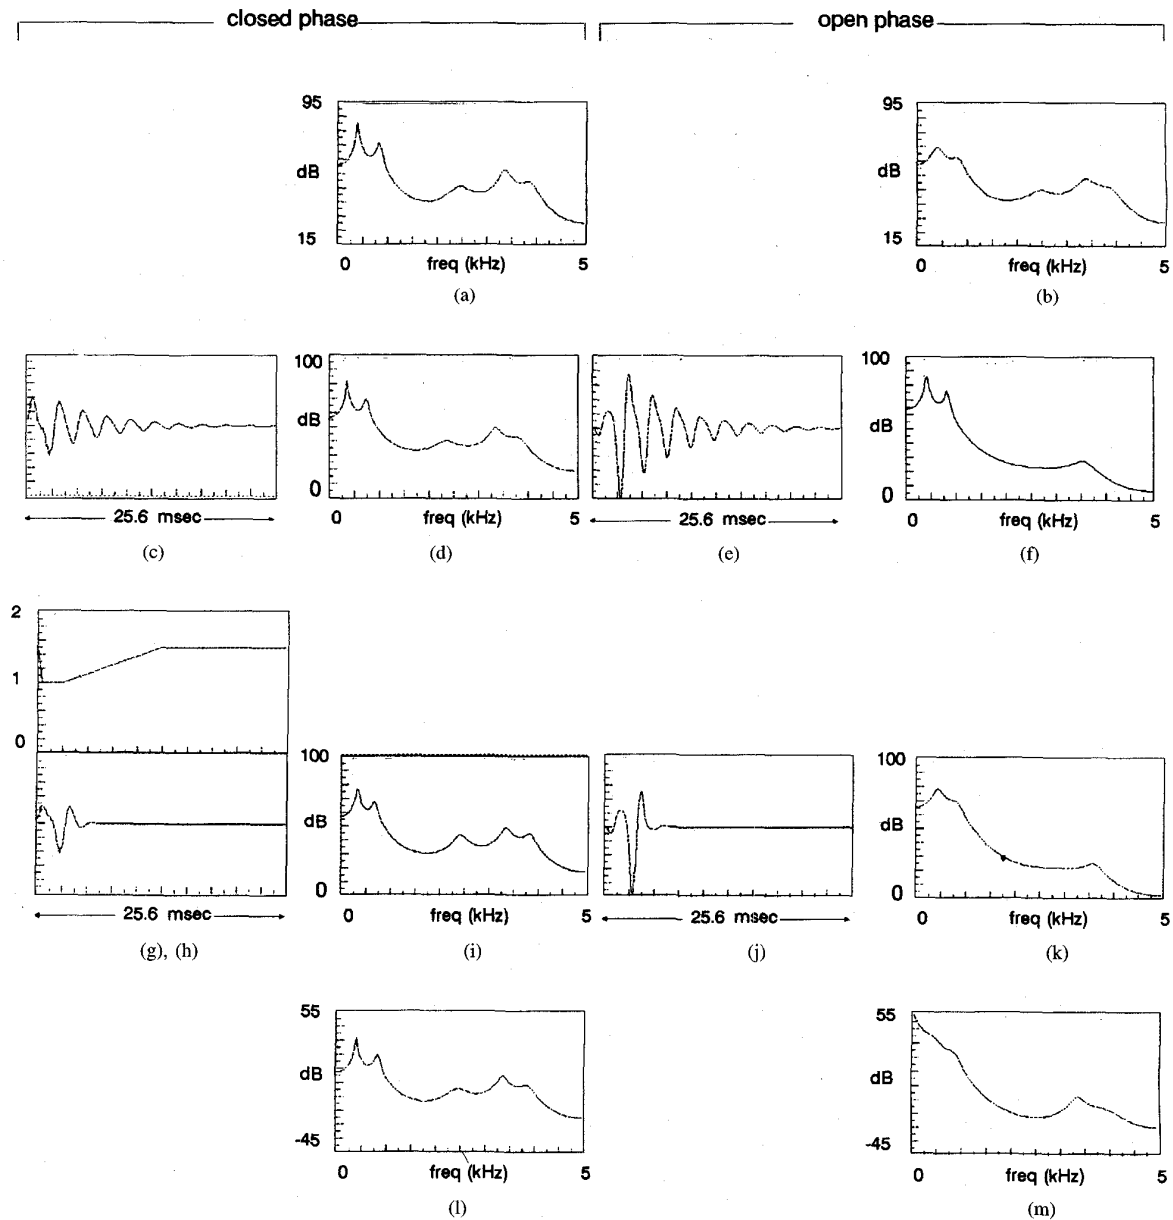 closed phase
open phase
95
dB
15
0
freq (kHz)
5
(a)
95
dB
15
0
freq (kHz)
5
(b)
25.6 msec
(c)
100
dB
0
0
freq (kHz)
5
(d)
25.6 msec
(e)
100
dB
0
0
freq (kHz)
5
(f)
2
1
0
25.6 msec
(g), (h)
100
dB
0
0
freq (kHz)
5
(i)
25.6 msec
(j)
100
dB
0
0
freq (kHz)
5
(k)
55
dB
-45
0
freq (kHz)
5
(l)
55
dB
-45
0
freq (kHz)
5
(m)